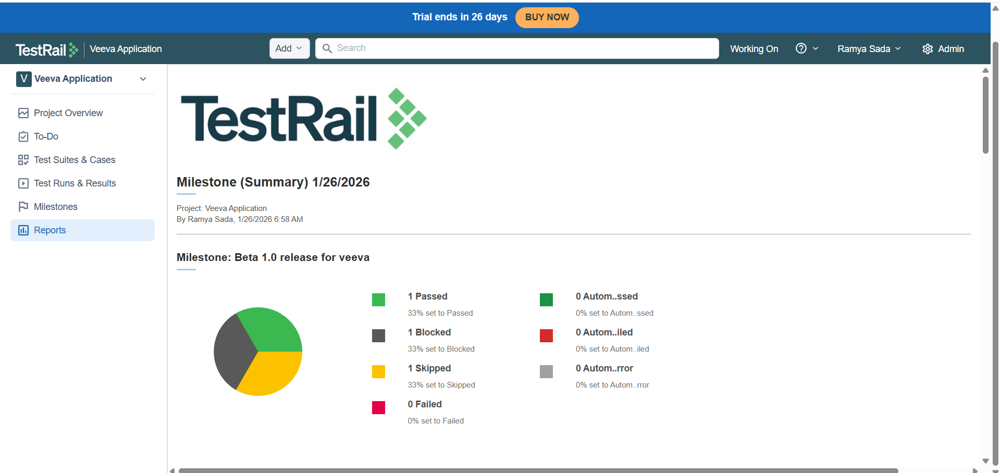 Trial ends in 26 days BUY NOW
TestRail Veeva Application Add Search Working On Ramya Sada Admin
V Veeva Application
Project Overview
To-Do
Test Suites & Cases
Test Runs & Results
Milestones
Reports
TestRail
Milestone (Summary) 1/26/2026
Project: Veeva Application
By Ramya Sada, 1/26/2026 6:58 AM
Milestone: Beta 1.0 release for veeva
1 Passed
33% set to Passed
1 Blocked
33% set to Blocked
1 Skipped
33% set to Skipped
0 Failed
0% set to Failed
0 Autom..ssed
0% set to Autom..ssed
0 Autom..iled
0% set to Autom..iled
0 Autom..rror
0% set to Autom..rror